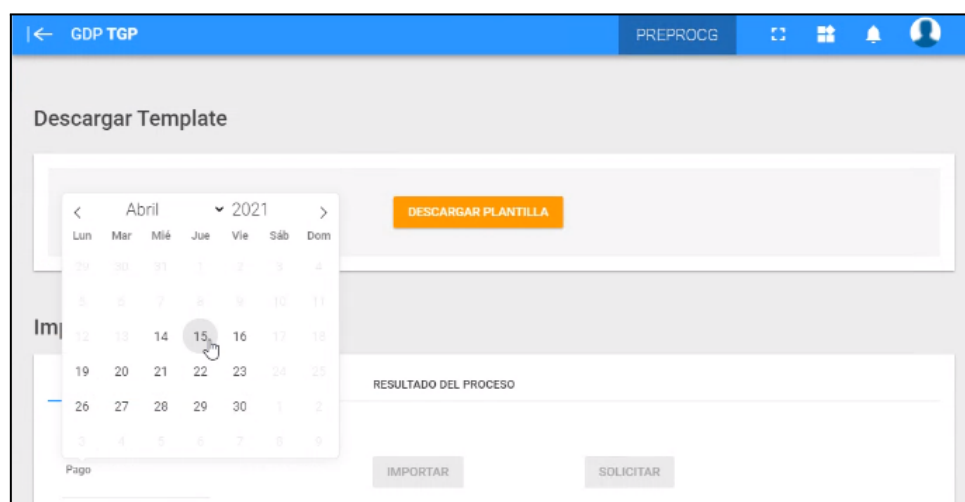 GDP TGP PREPROCG
Descargar Template
DESCARGAR PLANTILLA
Abril 2021
Lun Mar Mié Jue Vie Sáb Dom
29 30 31 1 2 3 4
5 6 7 8 9 10 11
12 13 14 15 16 17 18
19 20 21 22 23 24 25
26 27 28 29 30 1 2
3 4 5 6 7 8 9
RESULTADO DEL PROCESO
Pago
IMPORTAR SOLICITAR